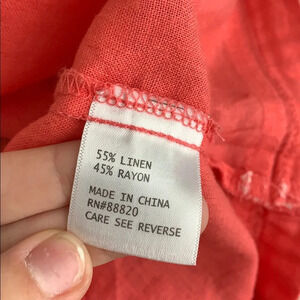 55% LINEN
45% RAYON
MADE IN CHINA
RN#88820
CARE SEE REVERSE